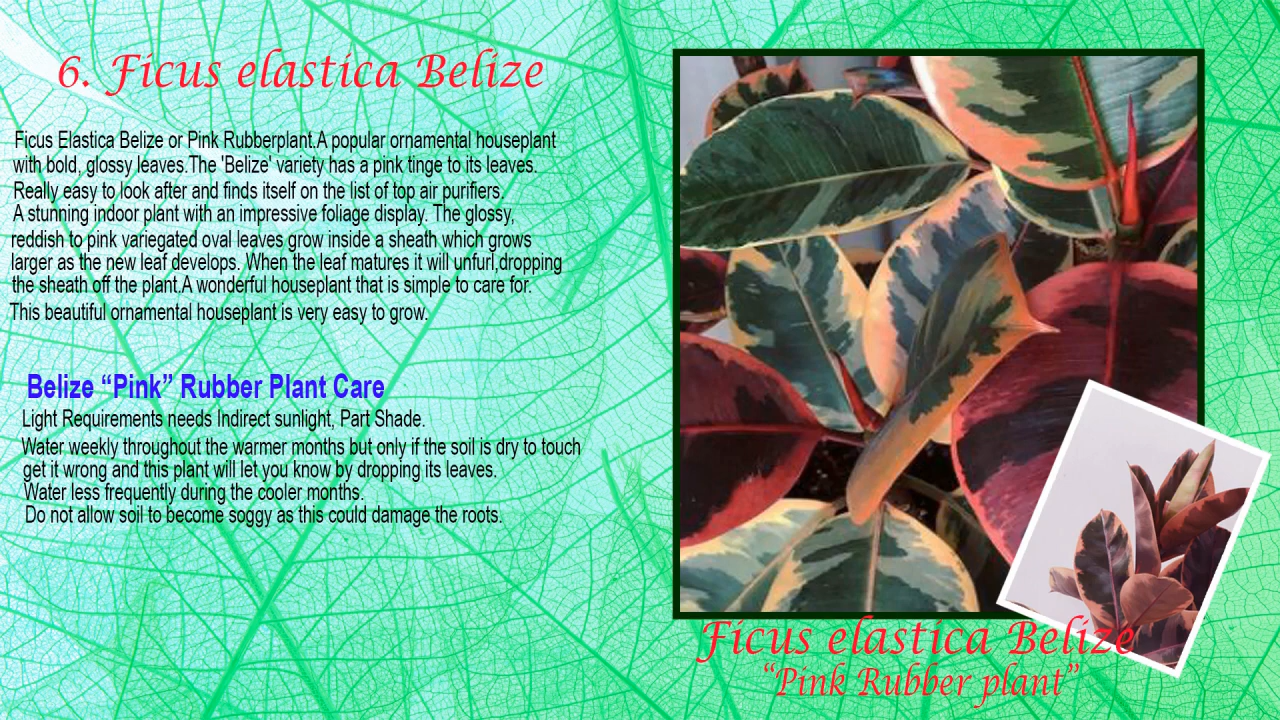 6. Ficus elastica Belize
Ficus Elastica Belize or Pink Rubberplant.A popular ornamental houseplant
with bold, glossy leaves.The 'Belize' variety has a pink tinge to its leaves.
Really easy to look after and finds itself on the list of top air purifiers.
A stunning indoor plant with an impressive foliage display. The glossy,
reddish to pink variegated oval leaves grow inside a sheath which grows
larger as the new leaf develops. When the leaf matures it will unfurl,dropping
the sheath off the plant.A wonderful houseplant that is simple to care for.
This beautiful ornamental houseplant is very easy to grow.
Belize “Pink” Rubber Plant Care
Light Requirements needs Indirect sunlight, Part Shade.
Water weekly throughout the warmer months but only if the soil is dry to touch
get it wrong and this plant will let you know by dropping its leaves.
Water less frequently during the cooler months.
Do not allow soil to become soggy as this could damage the roots.
Ficus elastica Belize
“Pink Rubber plant”